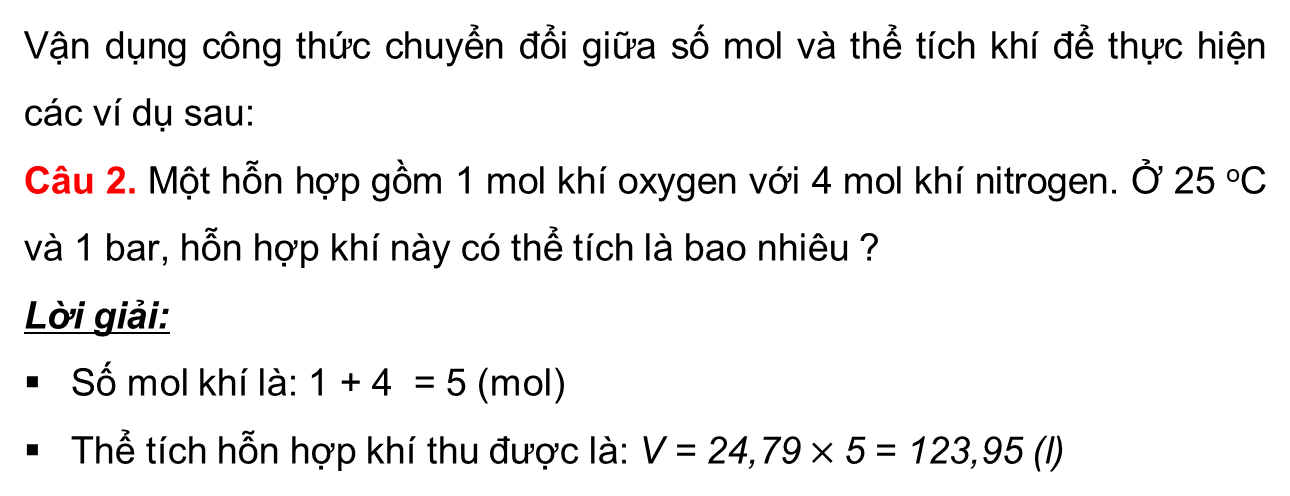 Vận dụng công thức chuyển đổi giữa số mol và thể tích khí để thực hiện
các ví dụ sau:
Câu 2. Một hỗn hợp gồm 1 mol khí oxygen với 4 mol khí nitrogen. Ở 25 ºC
và 1 bar, hỗn hợp khí này có thể tích là bao nhiêu ?
Lời giải:
▪ Số mol khí là: 1 + 4 = 5 (mol)
▪ Thể tích hỗn hợp khí thu được là: V = 24,79 × 5 = 123,95 (l)